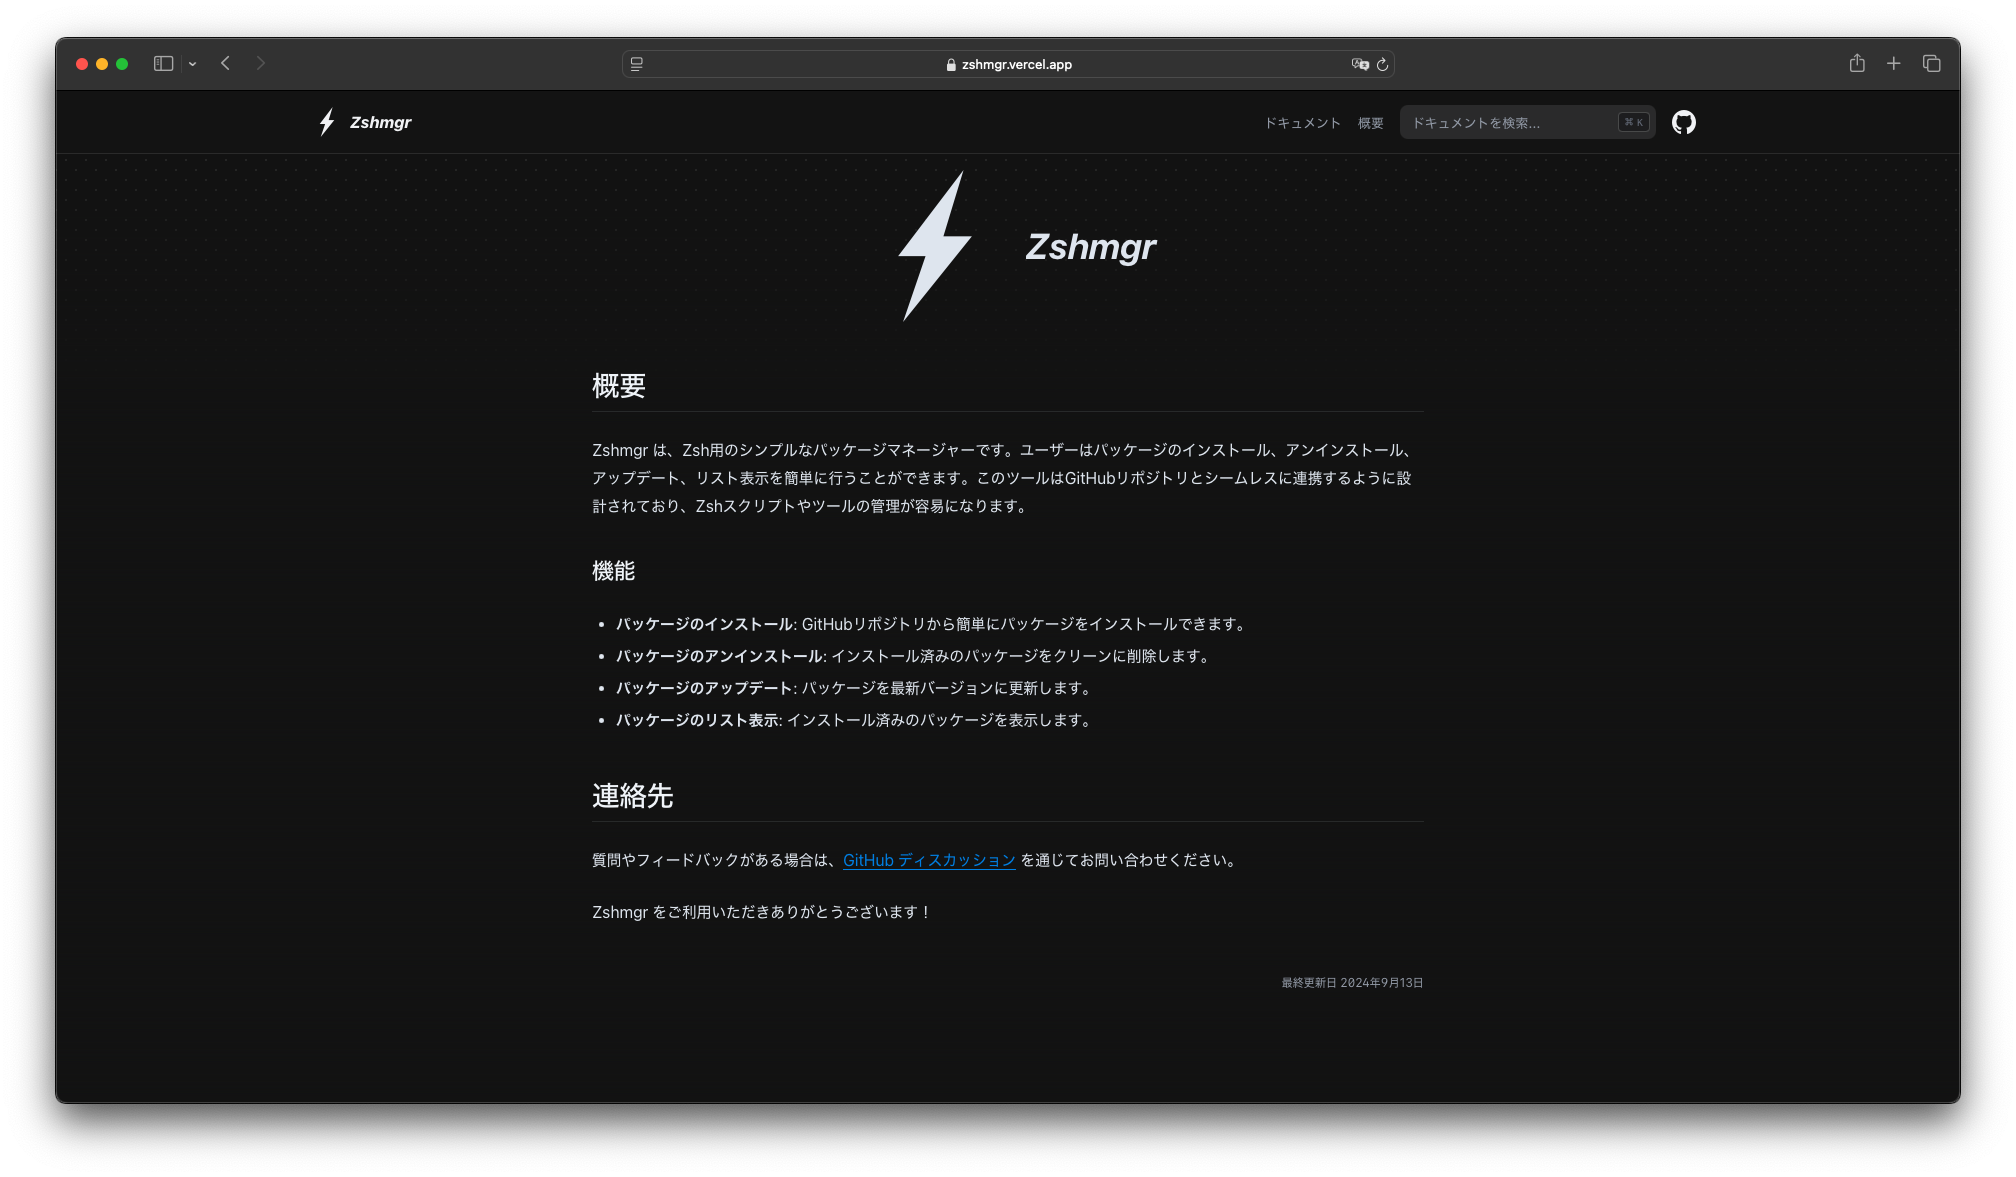 zshmgr.vercel.app
Zshmgr
ドキュメント
概要
ドキュメントを検索...
⌘ K
Zshmgr
概要
Zshmgr は、Zsh用のシンプルなパッケージマネージャーです。ユーザーはパッケージのインストール、アンインストール、
アップデート、リスト表示を簡単に行うことができます。このツールはGitHubリポジトリとシームレスに連携するように設
計されており、Zshスクリプトやツールの管理が容易になります。
機能
• パッケージのインストール: GitHubリポジトリから簡単にパッケージをインストールできます。
• パッケージのアンインストール: インストール済みのパッケージをクリーンに削除します。
• パッケージのアップデート: パッケージを最新バージョンに更新します。
• パッケージのリスト表示: インストール済みのパッケージを表示します。
連絡先
質問やフィードバックがある場合は、GitHub ディスカッション を通じてお問い合わせください。
Zshmgr をご利用いただきありがとうございます！
最終更新日 2024年9月13日